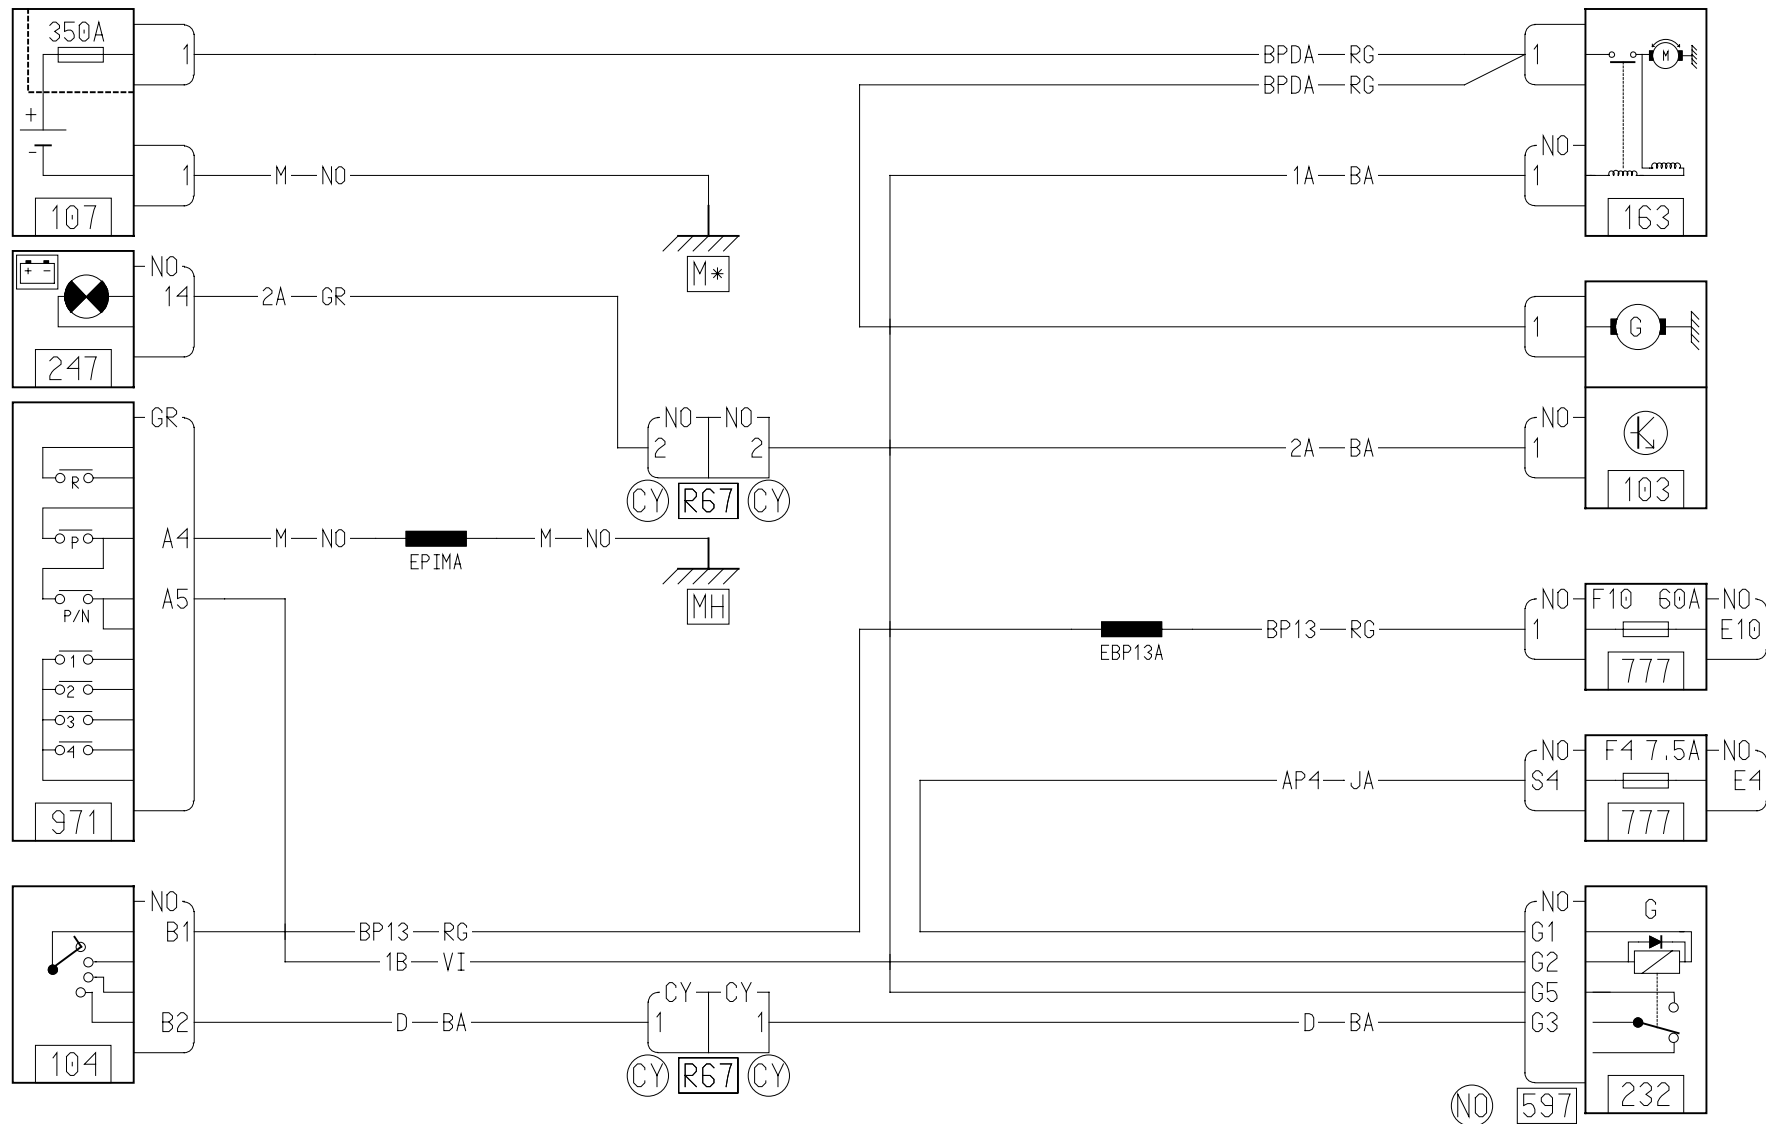 350A
1
BPDA RG
1
BPDA RG
+
-
NO
1
M NO
1A BA
1
107
163
M*
+ -
NO
14
2A GR
247
1
G
GR
NO NO
NO
2
2
2A BA
1
R
CY R67 CY
103
P
A4
M NO
M NO
EPIMA
P/N
A5
MH
NO F10 60A NO
1
BP13 RG
1
E10
EBP13A
777
2
3
4
NO F4 7.5A NO
AP4 JA
S4
E4
971
777
NO
NO
G
B1
BP13 RG
G1
1B VI
G2
CY CY
G5
B2
D BA
1
1
D BA
G3
104
CY R67 CY
232
NO 597
M